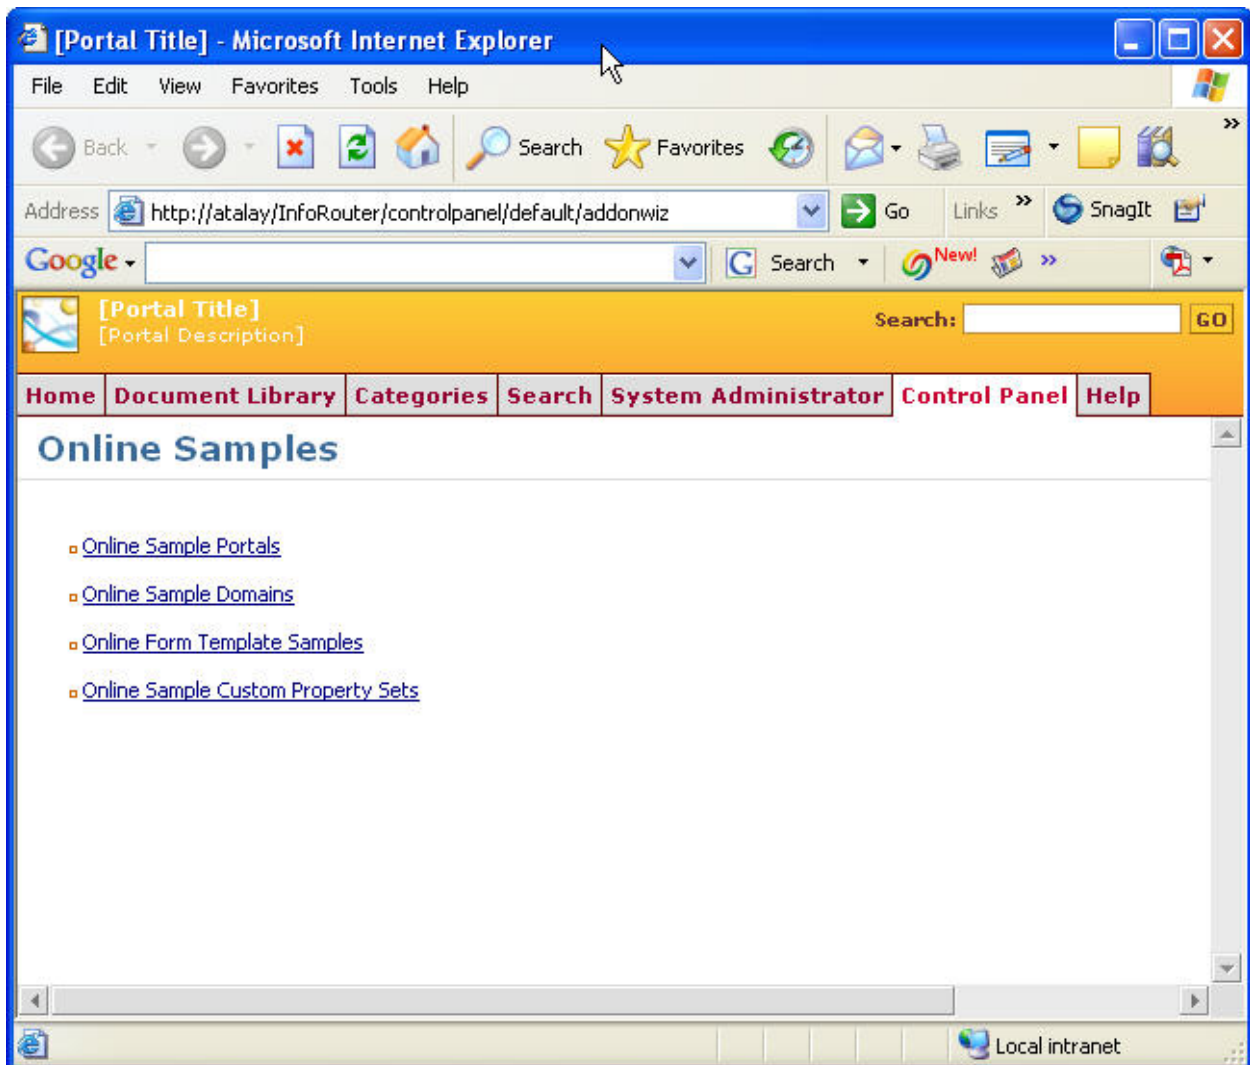 [Portal Title] - Microsoft Internet Explorer
File Edit View Favorites Tools Help
Back Search Favorites »
Address http://atalay/InfoRouter/controlpanel/default/addonwiz Go Links » SnagIt
Google Search New! »
[Portal Title]
[Portal Description]
Search: GO
Home Document Library Categories Search System Administrator Control Panel Help
Online Samples
Online Sample Portals
Online Sample Domains
Online Form Template Samples
Online Sample Custom Property Sets
Local intranet